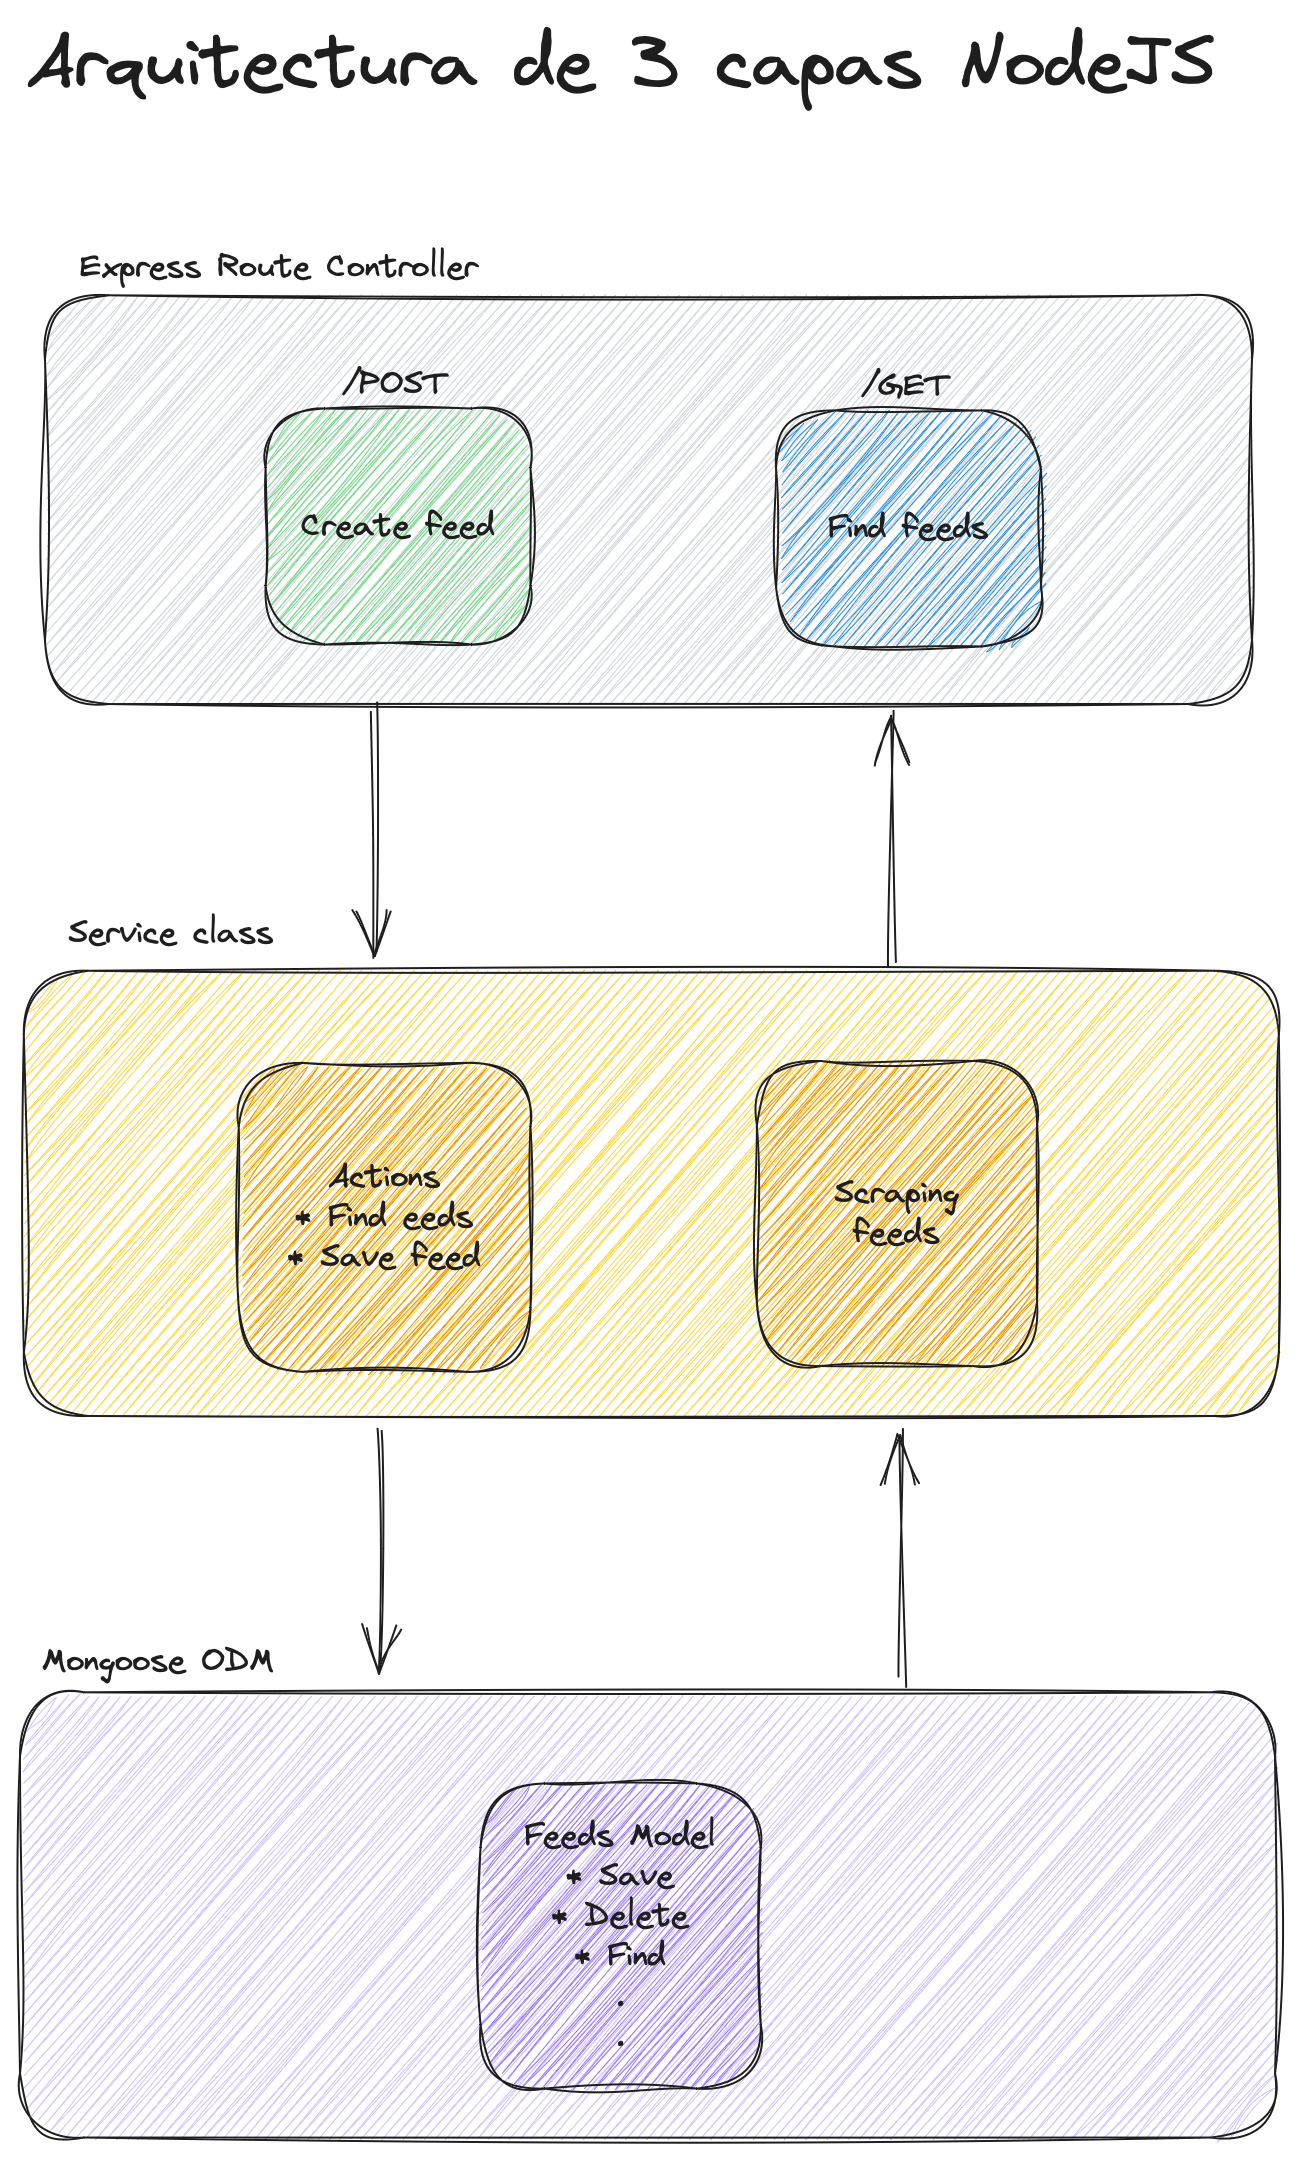 Arquitectura de 3 capas NodeJS
Express Route Controller
/POST
/GET
Create feed
Find feeds
Service class
Actions
* Find eeds
* Save feed
Scraping
feeds
Mongoose ODM
Feeds Model
* Save
* Delete
* Find
.
.